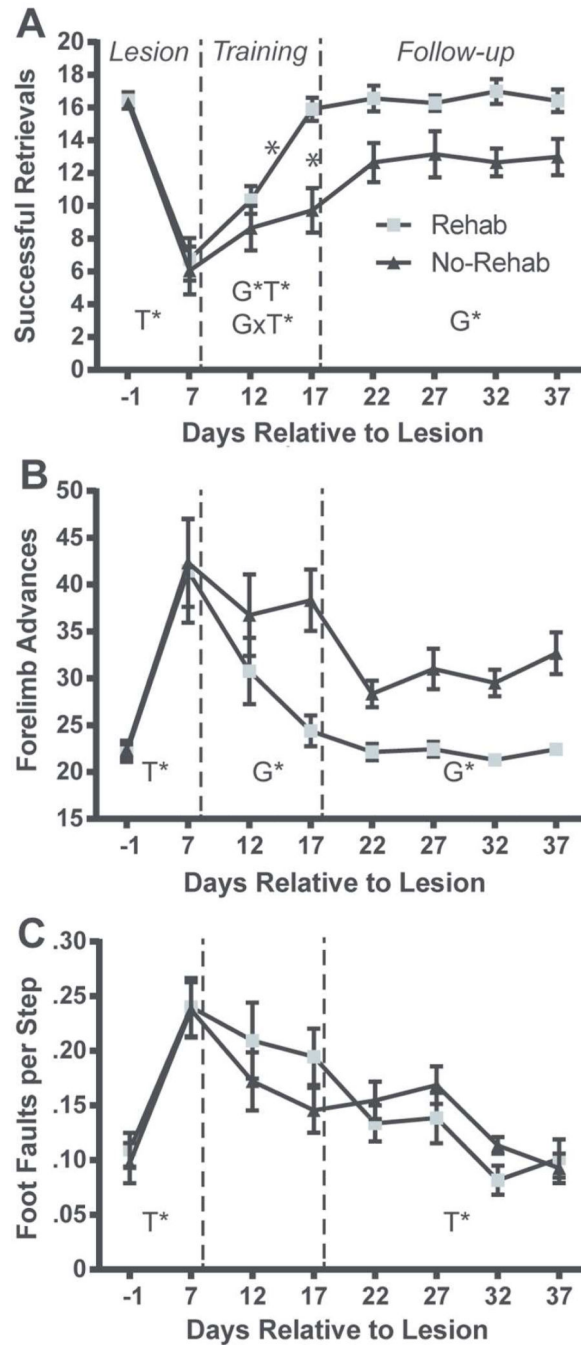 A
Lesion Training Follow-up
Successful Retrievals
20
18
16
14
12
10
8
6
4
2
0
*
*
Rehab
No-Rehab
T*
G*T*
GxT*
G*
-1 7 12 17 22 27 32 37
Days Relative to Lesion
B
Forelimb Advances
50
45
40
35
30
25
20
15
T* G* G*
-1 7 12 17 22 27 32 37
Days Relative to Lesion
C
Foot Faults per Step
.30
.25
.20
.15
.10
.05
0
T* T*
-1 7 12 17 22 27 32 37
Days Relative to Lesion